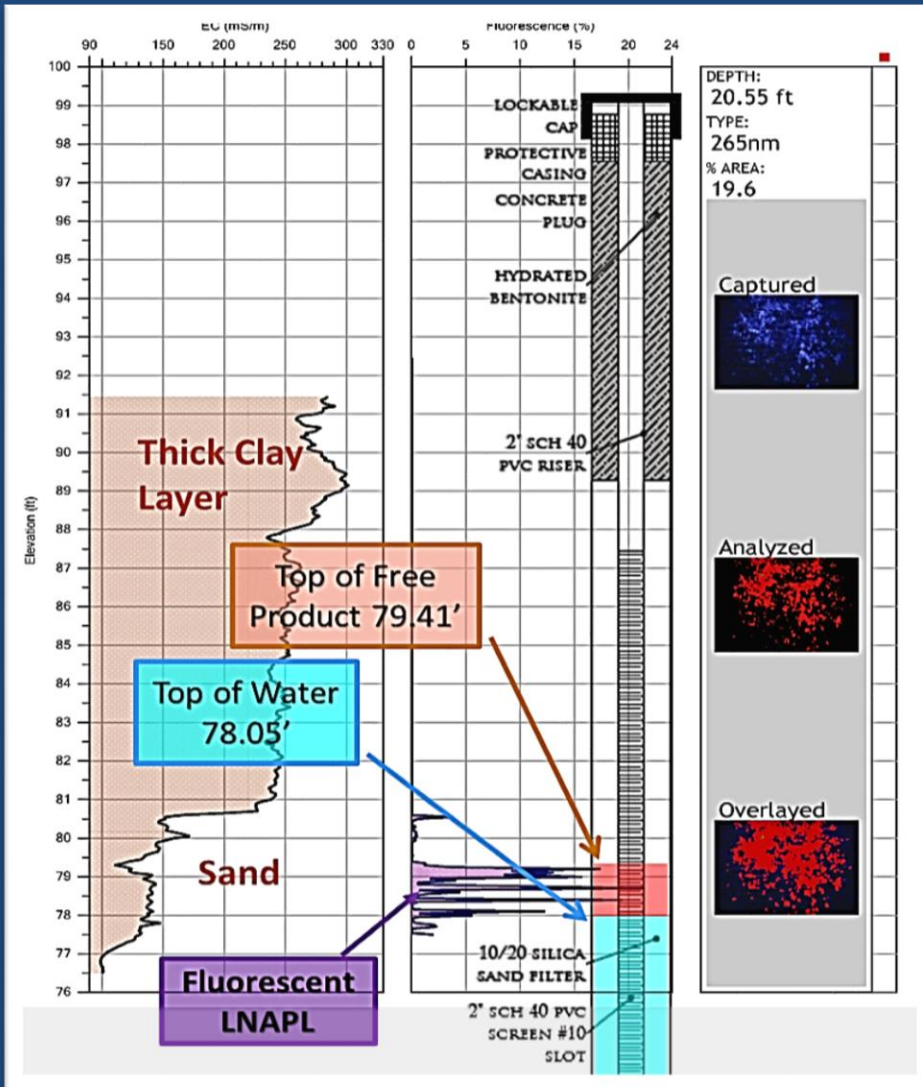 EC (mS/m)
Fluorescence (%)
90 150 200 250 300 330
0 5 10 15 20 24
100
99
98
97
96
95
94
93
92
91
90
89
88
87
86
85
84
83
82
81
80
79
78
77
76
Elevation (ft)
Thick Clay
Layer
Top of Free
Product 79.41’
Top of Water
78.05’
Sand
Fluorescent
LNAPL
LOCKABLE
CAP
PROTECTIVE
CASING
CONCRETE
PLUG
HYDRATED
BENTONITE
2" SCH 40
PVC RISER
10/20 SILICA
SAND FILTER
2" SCH 40 PVC
SCREEN #10
SLOT
DEPTH:
20.55 ft
TYPE:
265nm
% AREA:
19.6
Captured
Analyzed
Overlayed